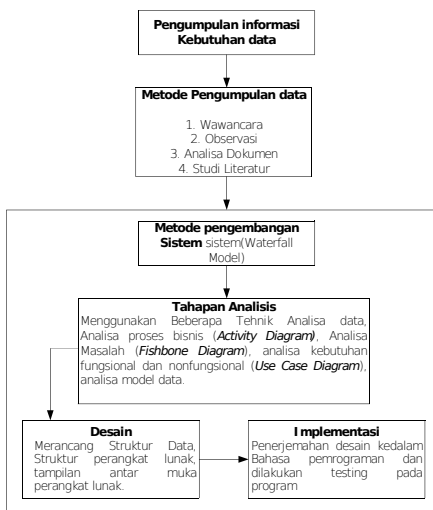 Pengumpulan informasi
Kebutuhan data
Metode Pengumpulan data
1. Wawancara
2. Observasi
3. Analisa Dokumen
4. Studi Literatur
Metode pengembangan
Sistem sistem(Waterfall
Model)
Tahapan Analisis
Menggunakan Beberapa Tehnik Analisa data,
Analisa proses bisnis (Activity Diagram), Analisa
Masalah (Fishbone Diagram), analisa kebutuhan
fungsional dan nonfungsional (Use Case Diagram),
analisa model data.
Desain
Merancang Struktur Data,
Struktur perangkat lunak,
tampilan antar muka
perangkat lunak.
Implementasi
Penerjemahan desain kedalam
Bahasa pemrograman dan
dilakukan testing pada
program